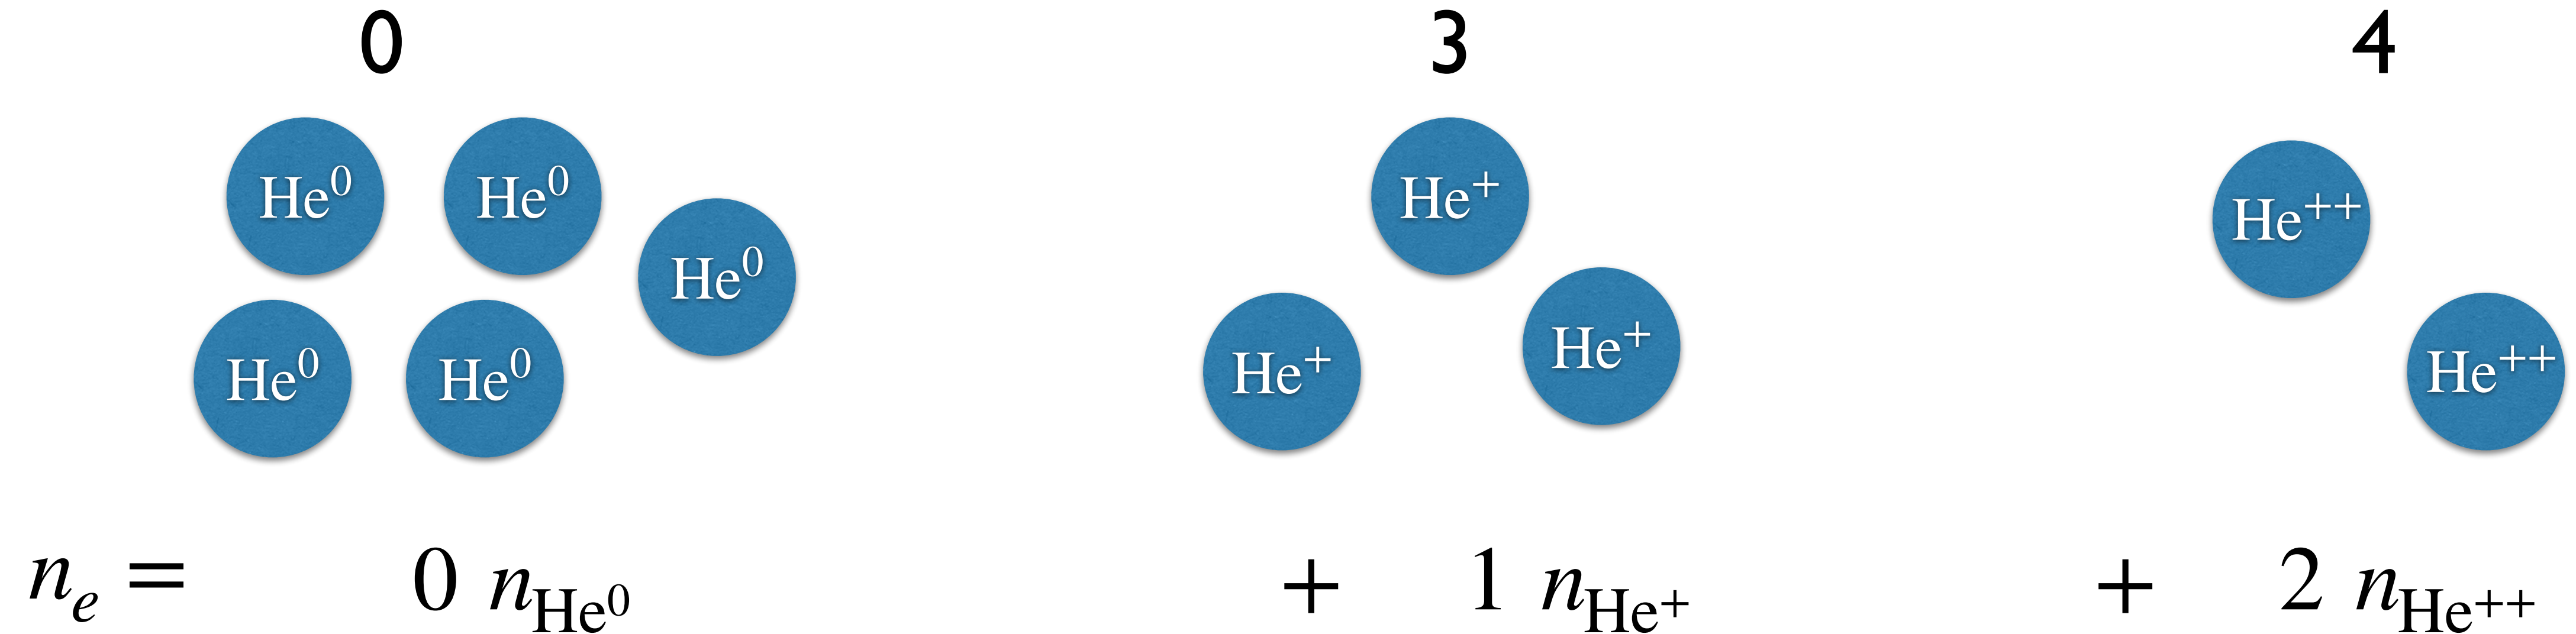 0 3 4
He⁰ He⁰ He⁺ He⁺⁺
He⁰ He⁺
He⁰ He⁰ He⁺ He⁺⁺
nₑ = 0 n_He⁰ + 1 n_He⁺ + 2 n_He⁺⁺